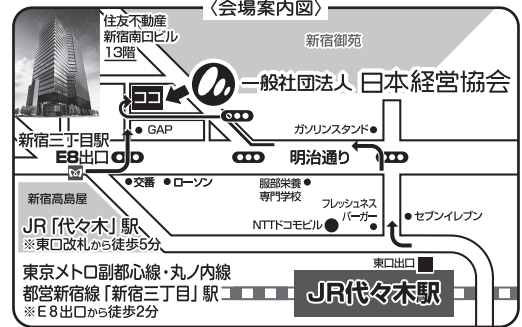 〈会場案内図〉
住友不動産
新宿南口ビル
13階
新宿御苑
ココ
一般社団法人 日本経営協会
GAP
ガソリンスタンド
新宿三丁目駅
E8出口
明治通り
交番
ローソン
服部栄養
専門学校
新宿高島屋
フレッシュネス
バーガー
NTTドコモビル
セブンイレブン
JR「代々木」駅
※東口改札から徒歩5分
東口出口
東京メトロ副都心線・丸ノ内線
都営新宿線「新宿三丁目」駅
※E8出口から徒歩2分
JR代々木駅